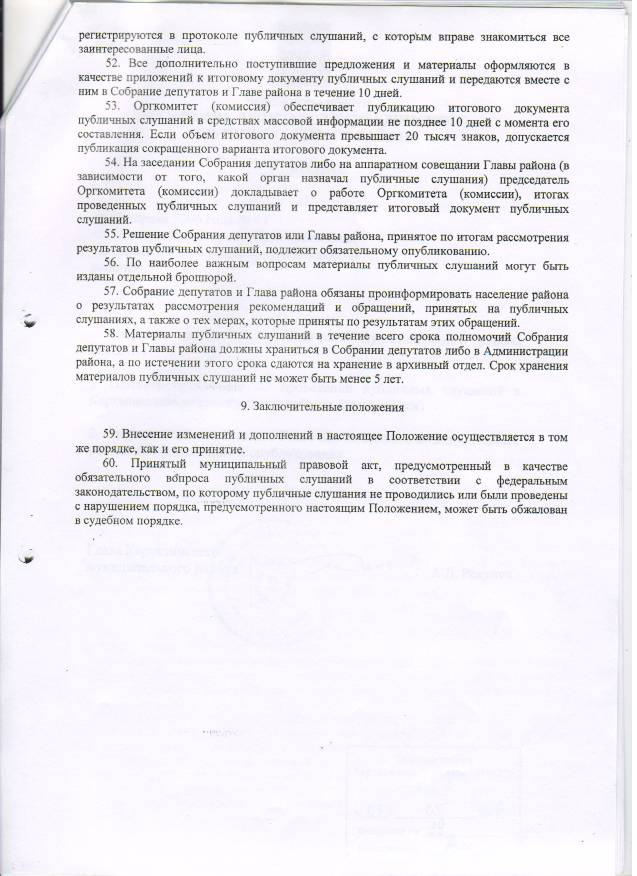 регистрируются в протоколе публичных слушаний, с которым вправе знакомиться все
заинтересованные лица.
52. Все дополнительно поступившие предложения и материалы оформляются в
качестве приложений к итоговому документу публичных слушаний и передаются вместе с
ним в Собрание депутатов и Главе района в течение 10 дней.
53. Оргкомитет (комиссия) обеспечивает публикацию итогового документа
публичных слушаний в средствах массовой информации не позднее 10 дней с момента его
составления. Если объем итогового документа превышает 20 тысяч знаков, допускается
публикация сокращенного варианта итогового документа.
54. На заседании Собрания депутатов либо на аппаратном совещании Главы района (в
зависимости от того, какой орган назначал публичные слушания) председатель
Оргкомитета (комиссии) докладывает о работе Оргкомитета (комиссии), итогах
проведенных публичных слушаний и представляет итоговый документ публичных
слушаний.
55. Решение Собрания депутатов или Главы района, принятое по итогам рассмотрения
результатов публичных слушаний, подлежит обязательному опубликованию.
56. По наиболее важным вопросам материалы публичных слушаний могут быть
изданы отдельной брошюрой.
57. Собрание депутатов и Глава района обязаны проинформировать население района
о результатах рассмотрения рекомендаций и обращений, принятых на публичных
слушаниях, а также о тех мерах, которые приняты по результатам этих обращений.
58. Материалы публичных слушаний в течение всего срока полномочий Собрания
депутатов и Главы района должны храниться в Собрании депутатов либо в Администрации
района, а по истечении этого срока сдаются на хранение в архивный отдел. Срок хранения
материалов публичных слушаний не может быть менее 5 лет.
9. Заключительные положения
59. Внесение изменений и дополнений в настоящее Положение осуществляется в том
же порядке, как и его принятие.
60. Принятый муниципальный правовой акт, предусмотренный в качестве
обязательного вопроса публичных слушаний в соответствии с федеральным
законодательством, по которому публичные слушания не проводились или были проведены
с нарушением порядка, предусмотренного настоящим Положением, может быть обжалован
в судебном порядке.